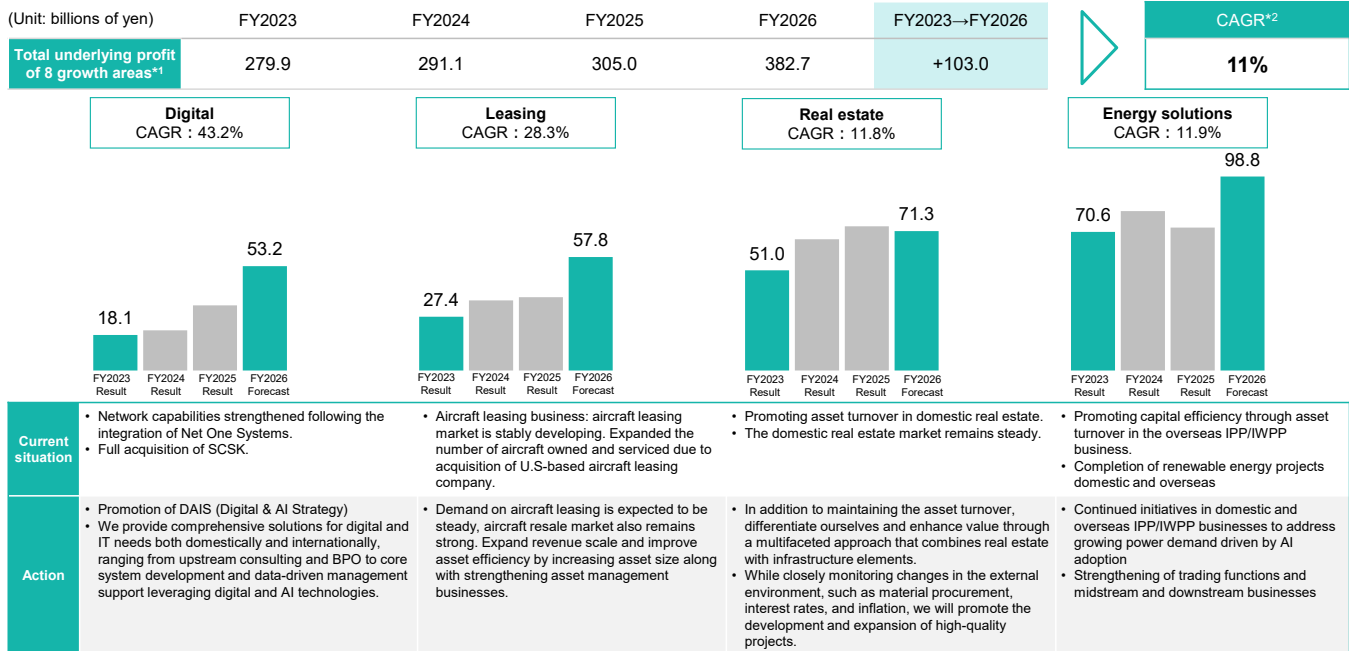 (Unit: billions of yen) FY2023 FY2024 FY2025 FY2026 FY2023→FY2026 CAGR*2
Total underlying profit
of 8 growth areas*1
279.9 291.1 305.0 382.7 +103.0 11%
Digital
CAGR：43.2%
Leasing
CAGR：28.3%
Real estate
CAGR：11.8%
Energy solutions
CAGR：11.9%
18.1
53.2
FY2023 FY2024 FY2025 FY2026
Result Result Result Forecast
27.4
57.8
FY2023 FY2024 FY2025 FY2026
Result Result Result Forecast
51.0
71.3
FY2023 FY2024 FY2025 FY2026
Result Result Result Forecast
70.6
98.8
FY2023 FY2024 FY2025 FY2026
Result Result Result Forecast
Current
situation
• Network capabilities strengthened following the
integration of Net One Systems.
• Full acquisition of SCSK.
• Aircraft leasing business: aircraft leasing
market is stably developing. Expanded the
number of aircraft owned and serviced due to
acquisition of U.S-based aircraft leasing
company.
• Promoting asset turnover in domestic real estate.
• The domestic real estate market remains steady.
• Promoting capital efficiency through asset
turnover in the overseas IPP/IWPP
business.
• Completion of renewable energy projects
domestic and overseas
Action
• Promotion of DAIS (Digital & AI Strategy)
• We provide comprehensive solutions for digital and
IT needs both domestically and internationally,
ranging from upstream consulting and BPO to core
system development and data-driven management
support leveraging digital and AI technologies.
• Demand on aircraft leasing is expected to be
steady, aircraft resale market also remains
strong. Expand revenue scale and improve
asset efficiency by increasing asset size along
with strengthening asset management
businesses.
• In addition to maintaining the asset turnover,
differentiate ourselves and enhance value through
a multifaceted approach that combines real estate
with infrastructure elements.
• While closely monitoring changes in the external
environment, such as material procurement,
interest rates, and inflation, we will promote the
development and expansion of high-quality
projects.
• Continued initiatives in domestic and
overseas IPP/IWPP businesses to address
growing power demand driven by AI
adoption
• Strengthening of trading functions and
midstream and downstream businesses